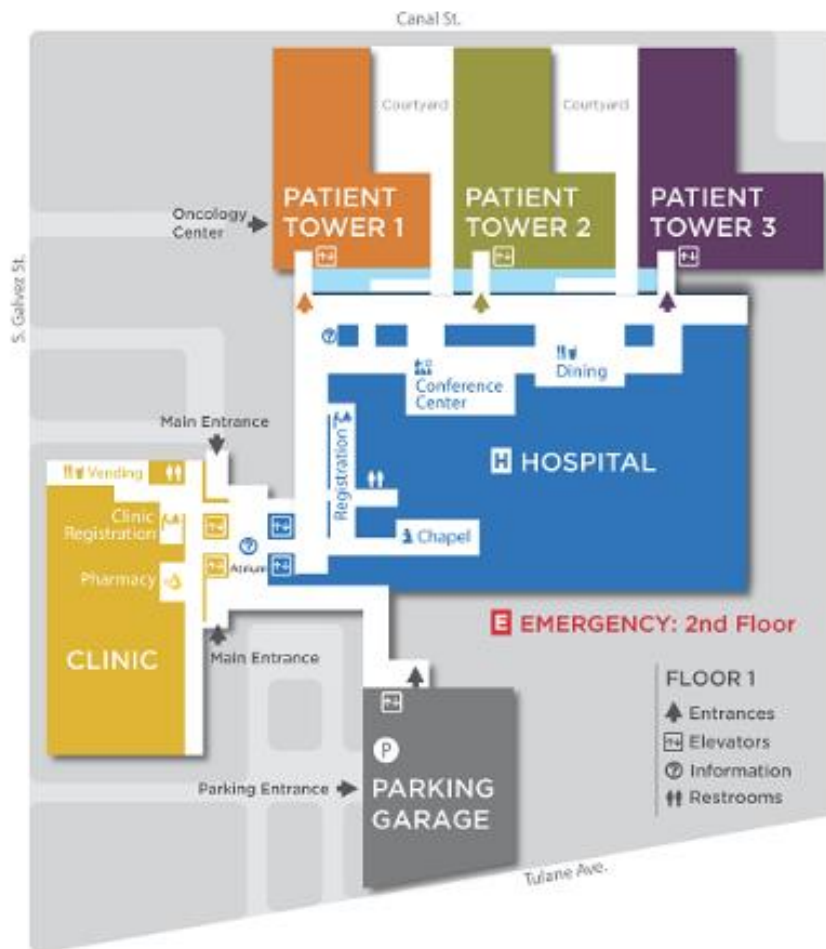 Canal St.
Courtyard
Courtyard
PATIENT
TOWER 1
PATIENT
TOWER 2
PATIENT
TOWER 3
Oncology
Center
S. Galvez St.
Conference
Center
Dining
Main Entrance
Registration
H HOSPITAL
Vending
Clinic
Registration
Chapel
Atrium
Pharmacy
E EMERGENCY: 2nd Floor
CLINIC
Main Entrance
FLOOR 1
Entrances
Elevators
? Information
Restrooms
P
Parking Entrance
PARKING
GARAGE
Tulane Ave.